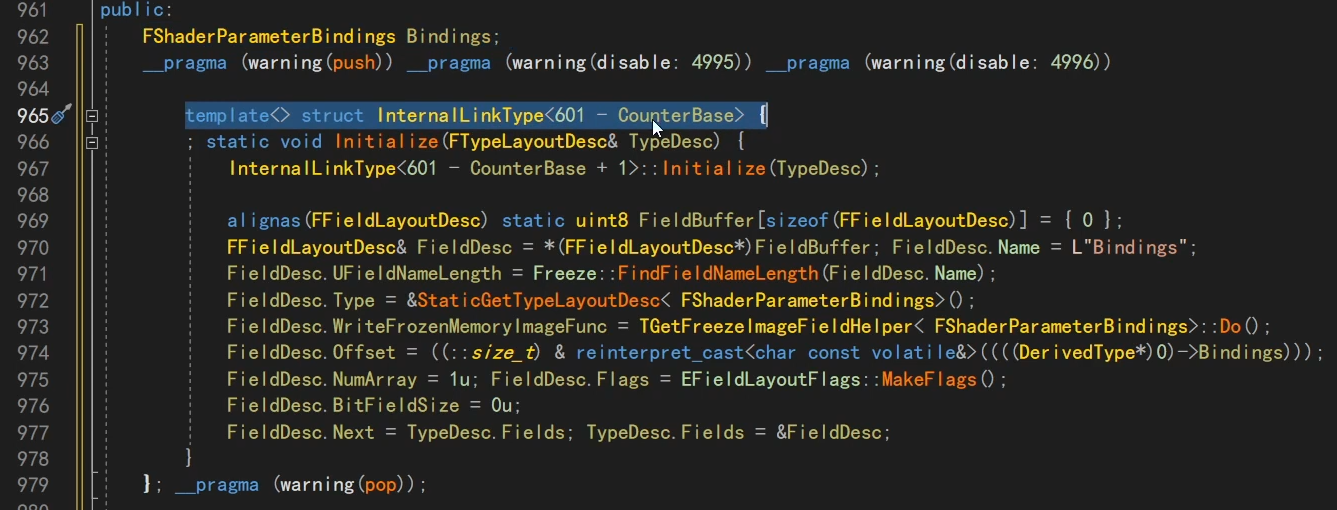 961 public:
962 FShaderParameterBindings Bindings;
963 __pragma (warning(push)) __pragma (warning(disable: 4995)) __pragma (warning(disable: 4996))
964
965 template<> struct InternalLinkType<601 - CounterBase> {
966 ; static void Initialize(FTypeLayoutDesc& TypeDesc) {
967 InternalLinkType<601 - CounterBase + 1>::Initialize(TypeDesc);
968
969 alignas(FFieldLayoutDesc) static uint8 FieldBuffer[sizeof(FFieldLayoutDesc)] = { 0 };
970 FFieldLayoutDesc& FieldDesc = *(FFieldLayoutDesc*)FieldBuffer; FieldDesc.Name = L"Bindings";
971 FieldDesc.UFieldNameLength = Freeze::FindFieldNameLength(FieldDesc.Name);
972 FieldDesc.Type = &StaticGetTypeLayoutDesc< FShaderParameterBindings>();
973 FieldDesc.WriteFrozenMemoryImageFunc = TGetFreezeImageFieldHelper< FShaderParameterBindings>::Do();
974 FieldDesc.Offset = ((::size_t) & reinterpret_cast<char const volatile&>((((DerivedType*)0)->Bindings)));
975 FieldDesc.NumArray = 1u; FieldDesc.Flags = EFieldLayoutFlags::MakeFlags();
976 FieldDesc.BitFieldSize = 0u;
977 FieldDesc.Next = TypeDesc.Fields; TypeDesc.Fields = &FieldDesc;
978 }
979 }; __pragma (warning(pop));